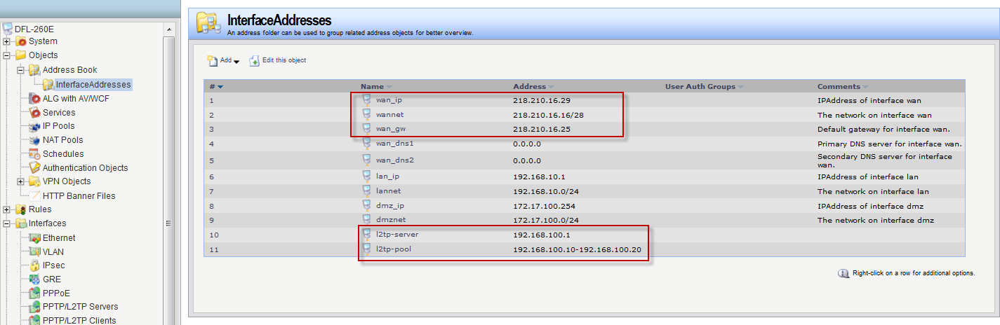 DFL-260E
System
Objects
Address Book
InterfaceAddresses
ALG with AV/WCF
Services
IP Pools
NAT Pools
Schedules
Authentication Objects
VPN Objects
HTTP Banner Files
Rules
Interfaces
Ethernet
VLAN
IPsec
GRE
PPPoE
PPTP/L2TP Servers
PPTP/L2TP Clients
InterfaceAddresses
An address folder can be used to group related address objects for better overview.
Add Edit this object
# Name Address User Auth Groups Comments
1 wan_ip 218.210.16.29 IPAddress of interface wan
2 wannet 218.210.16.16/28 The network on interface wan
3 wan_gw 218.210.16.25 Default gateway for interface wan.
4 wan_dns1 0.0.0.0 Primary DNS server for interface wan.
5 wan_dns2 0.0.0.0 Secondary DNS server for interface
wan.
6 lan_ip 192.168.10.1 IPAddress of interface lan
7 lannet 192.168.10.0/24 The network on interface lan
8 dmz_ip 172.17.100.254 IPAddress of interface dmz
9 dmznet 172.17.100.0/24 The network on interface dmz
10 l2tp-server 192.168.100.1
11 l2tp-pool 192.168.100.10-192.168.100.20
Right-click on a row for additional options.